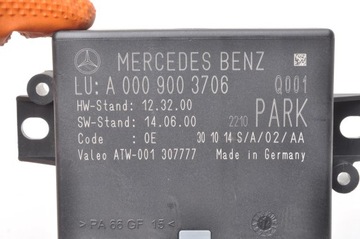 MERCEDES BENZ
LU: A 000 900 3706 Q001
HW-Stand: 12.32.00 2210 PARK
SW-Stand: 14.06.00
Code : 0E 30 10 14 S/A/02/AA
Valeo ATW-001 307777 Made in Germany
>PA 66 GF 15<